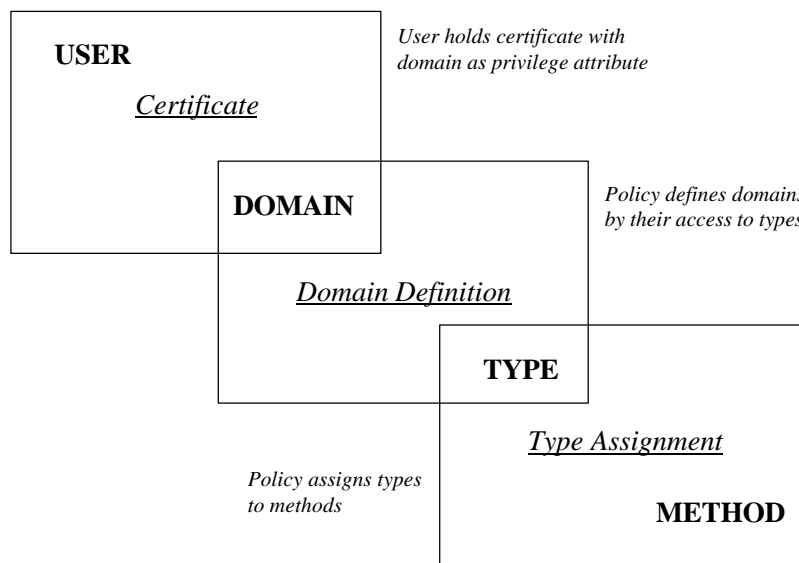 USER
User holds certificate with
domain as privilege attribute
Certificate
DOMAIN
Policy defines domains
by their access to types
Domain Definition
TYPE
Type Assignment
Policy assigns types
to methods
METHOD